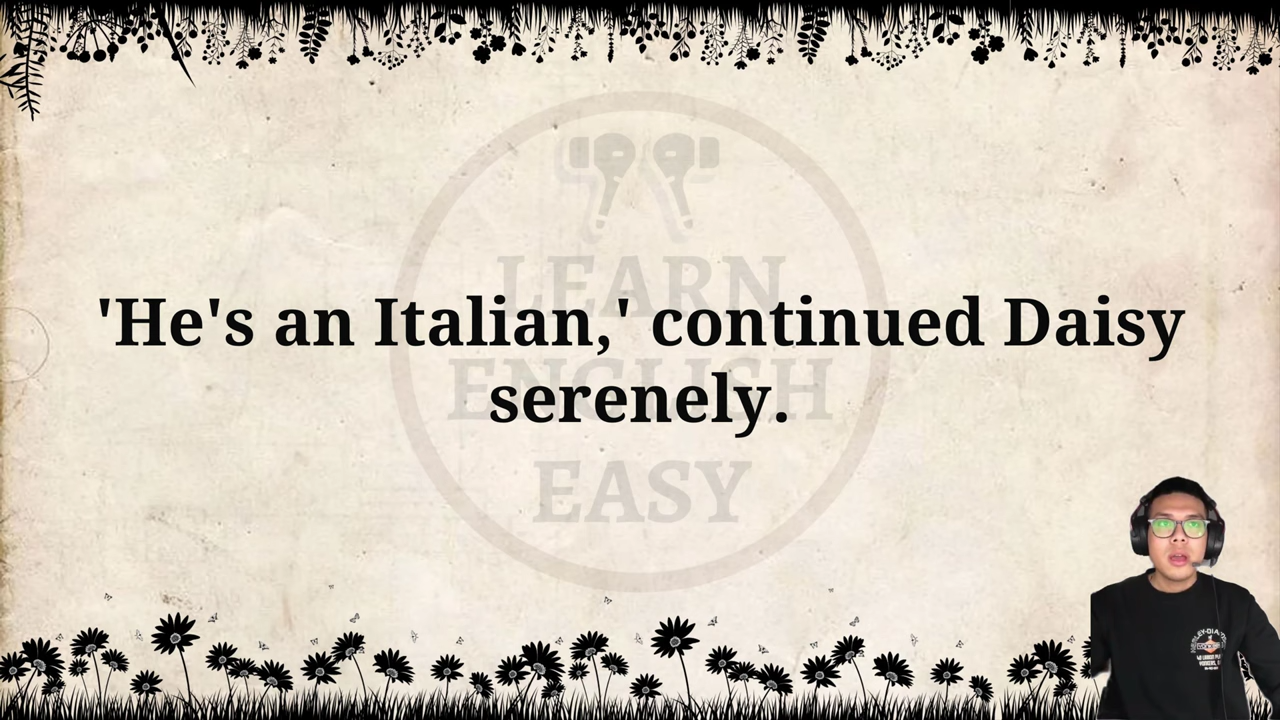 'He's an Italian,' continued Daisy
serenely.
LEARN
ENGLISH
EASY